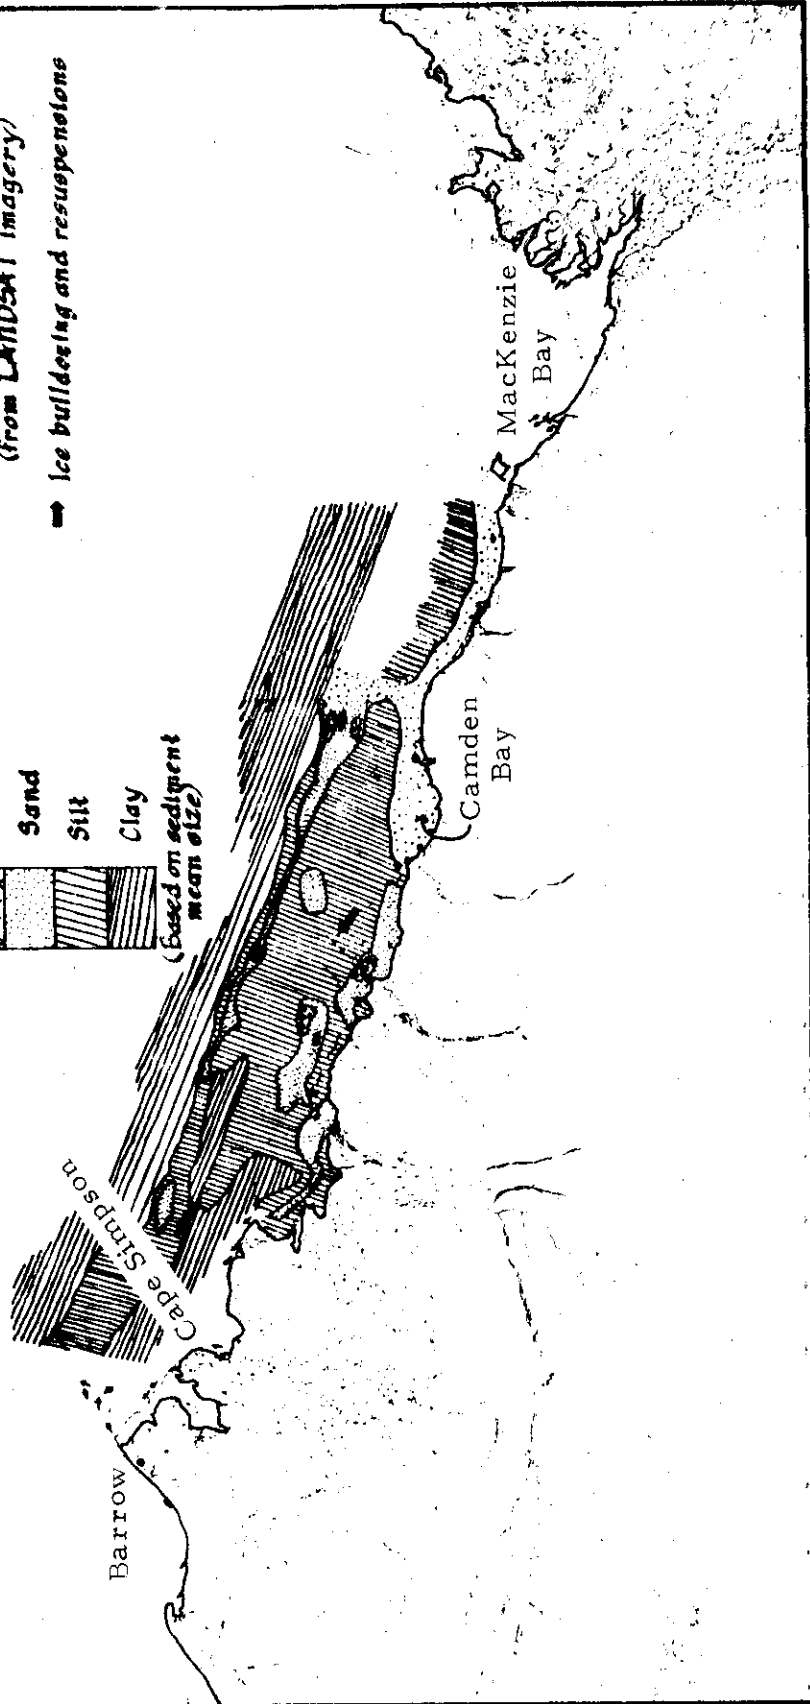 (from LANDSAT imagery)
Ice bulldozing and resuspensions
Sand
Silt
Clay
(Based on sediment
mean size)
Barrow
Cape Simpson
Camden
Bay
MacKenzie
Bay